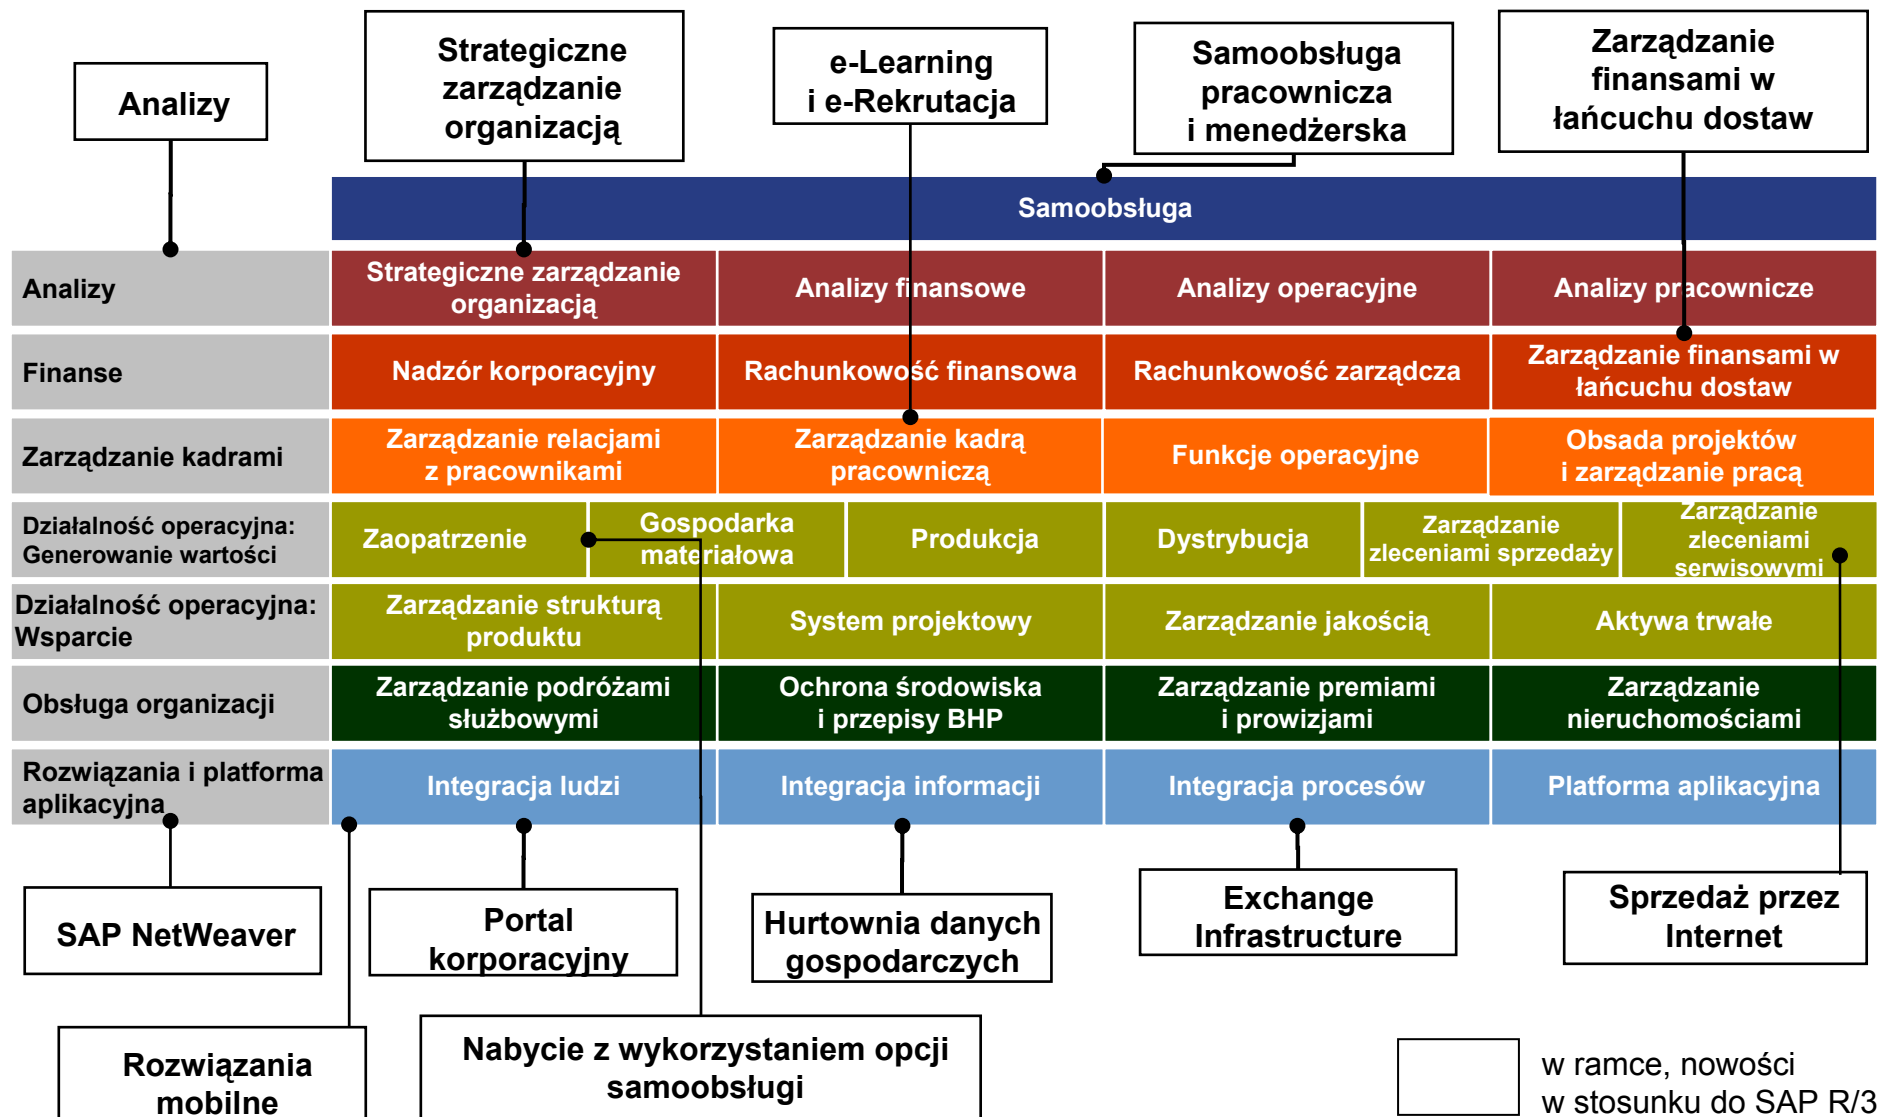 Analizy
Strategiczne
zarządzanie
organizacją
e-Learning
i e-Rekrutacja
Samoobsługa
pracownicza
i menedżerska
Zarządzanie
finansami w
łańcuchu dostaw
Samoobsługa
Analizy
Strategiczne zarządzanie
organizacją
Analizy finansowe
Analizy operacyjne
Analizy pracownicze
Finanse
Nadzór korporacyjny
Rachunkowość finansowa
Rachunkowość zarządcza
Zarządzanie finansami w
łańcuchu dostaw
Zarządzanie kadrami
Zarządzanie relacjami
z pracownikami
Zarządzanie kadrą
pracowniczą
Funkcje operacyjne
Obsada projektów
i zarządzanie pracą
Działalność operacyjna:
Generowanie wartości
Zaopatrzenie
Gospodarka
materiałowa
Produkcja
Dystrybucja
Zarządzanie
zleceniami sprzedaży
Zarządzanie
zleceniami
serwisowymi
Działalność operacyjna:
Wsparcie
Zarządzanie strukturą
produktu
System projektowy
Zarządzanie jakością
Aktywa trwałe
Obsługa organizacji
Zarządzanie podróżami
służbowymi
Ochrona środowiska
i przepisy BHP
Zarządzanie premiami
i prowizjami
Zarządzanie
nieruchomościami
Rozwiązania i platforma
aplikacyjna
Integracja ludzi
Integracja informacji
Integracja procesów
Platforma aplikacyjna
SAP NetWeaver
Portal
korporacyjny
Hurtownia danych
gospodarczych
Exchange
Infrastructure
Sprzedaż przez
Internet
Rozwiązania
mobilne
Nabycie z wykorzystaniem opcji
samoobsługi
w ramce, nowości
w stosunku do SAP R/3